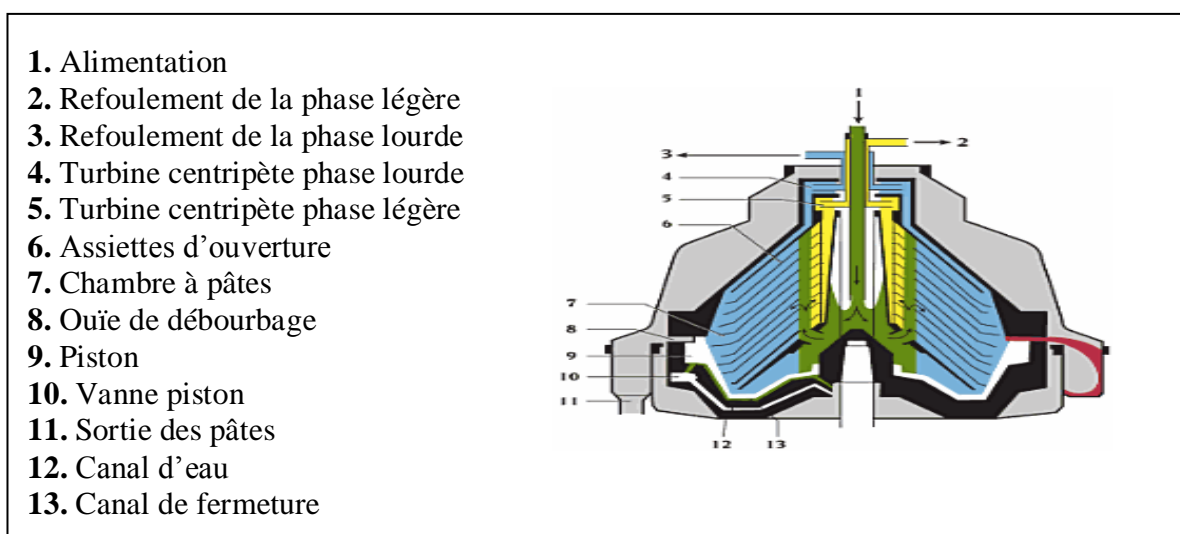 1. Alimentation
2. Refoulement de la phase légère
3. Refoulement de la phase lourde
4. Turbine centripète phase lourde
5. Turbine centripète phase légère
6. Assiettes d’ouverture
7. Chambre à pâtes
8. Ouïe de débourbage
9. Piston
10. Vanne piston
11. Sortie des pâtes
12. Canal d’eau
13. Canal de fermeture
1
2
3
4
5
6
7
8
9
10
11
12 13